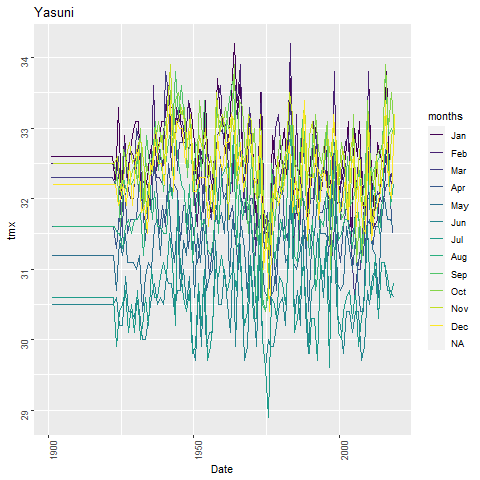 Yasuni
34
33
32
31
30
29
tmx
1900
1950
2000
Date
months
Jan
Feb
Mar
Apr
May
Jun
Jul
Aug
Sep
Oct
Nov
Dec
NA